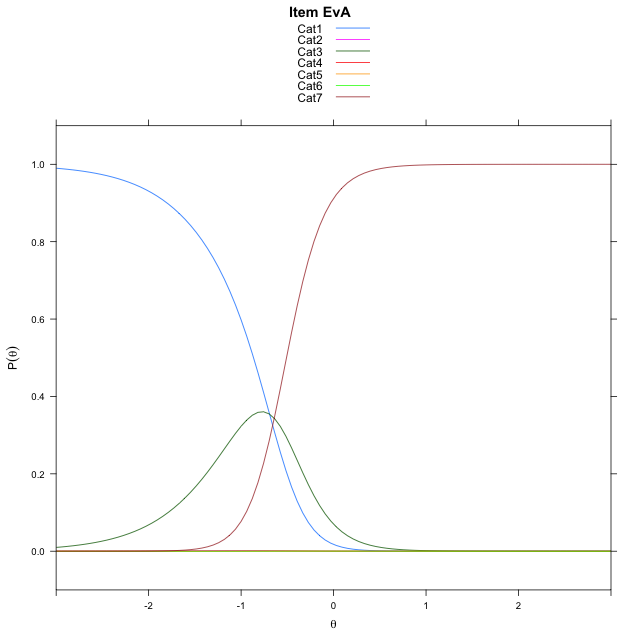 Item EvA
Cat1
Cat2
Cat3
Cat4
Cat5
Cat6
Cat7
1.0
0.8
0.6
0.4
0.2
0.0
P(θ)
-2
-1
0
1
2
θ